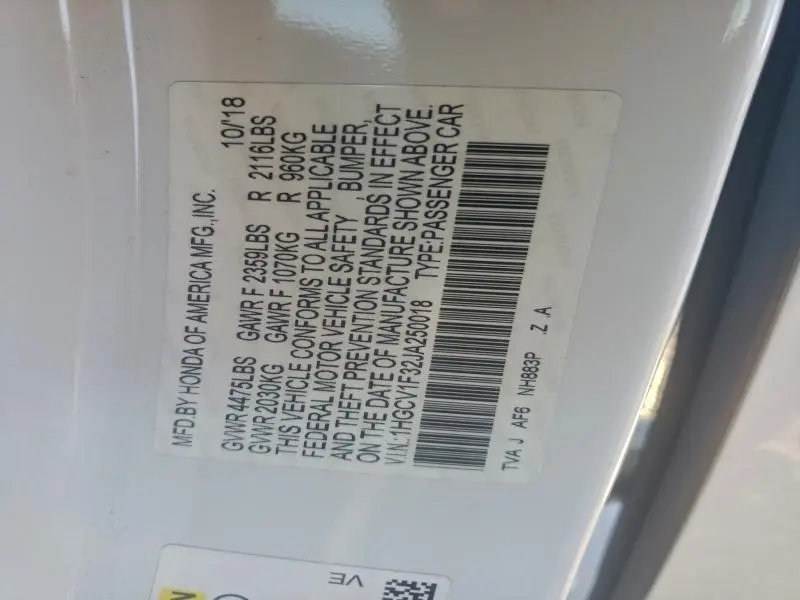 MFD.BY HONDA OF AMERICA MFG.,INC. 10/'18
GVWR 4475LBS GAWR F 2359LBS R 2116LBS
GVWR 2030KG GAWR F 1070KG R 960KG
THIS VEHICLE CONFORMS TO ALL APPLICABLE
FEDERAL MOTOR VEHICLE SAFETY , BUMPER,
AND THEFT PREVENTION STANDARDS IN EFFECT
ON THE DATE OF MANUFACTURE SHOWN ABOVE.
V.I.N.:1HGCV1F32JA250018 TYPE:PASSENGER CAR
TVA J AF6 NH883P .Z .A
VE